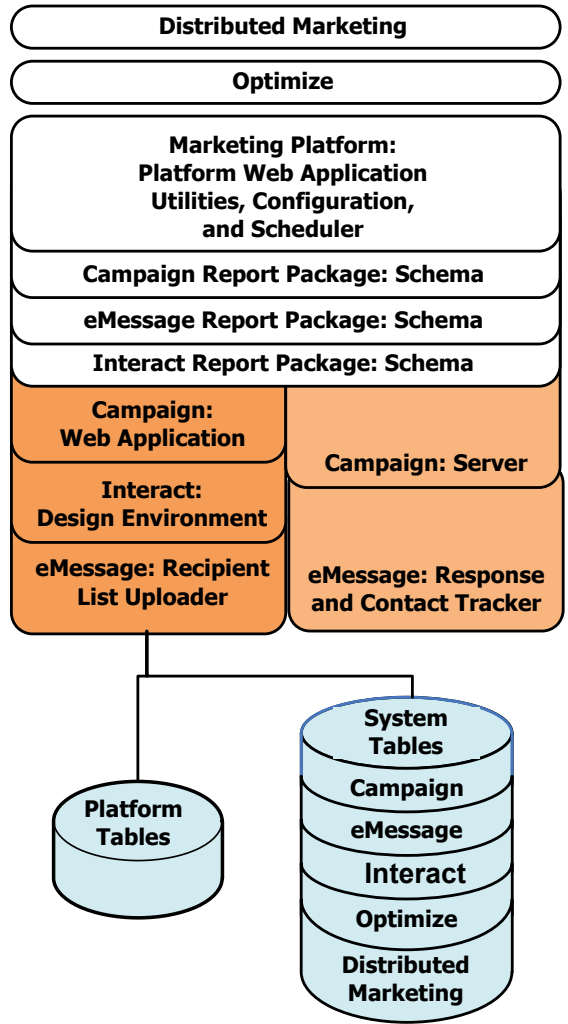 Distributed Marketing
Optimize
Marketing Platform:
Platform Web Application
Utilities, Configuration,
and Scheduler
Campaign Report Package: Schema
eMessage Report Package: Schema
Interact Report Package: Schema
Campaign:
Web Application
Campaign: Server
Interact:
Design Environment
eMessage: Recipient
List Uploader
eMessage: Response
and Contact Tracker
System
Tables
Campaign
eMessage
Interact
Optimize
Distributed
Marketing
Platform
Tables